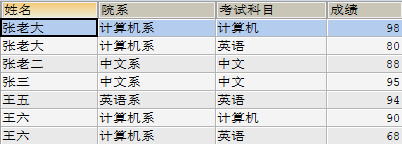 姓名 院系 考试科目 成绩
张老大 计算机系 计算机 98
张老大 计算机系 英语 80
张老二 中文系 中文 88
张三 中文系 中文 95
王五 英语系 英语 94
王六 计算机系 计算机 90
王六 计算机系 英语 68